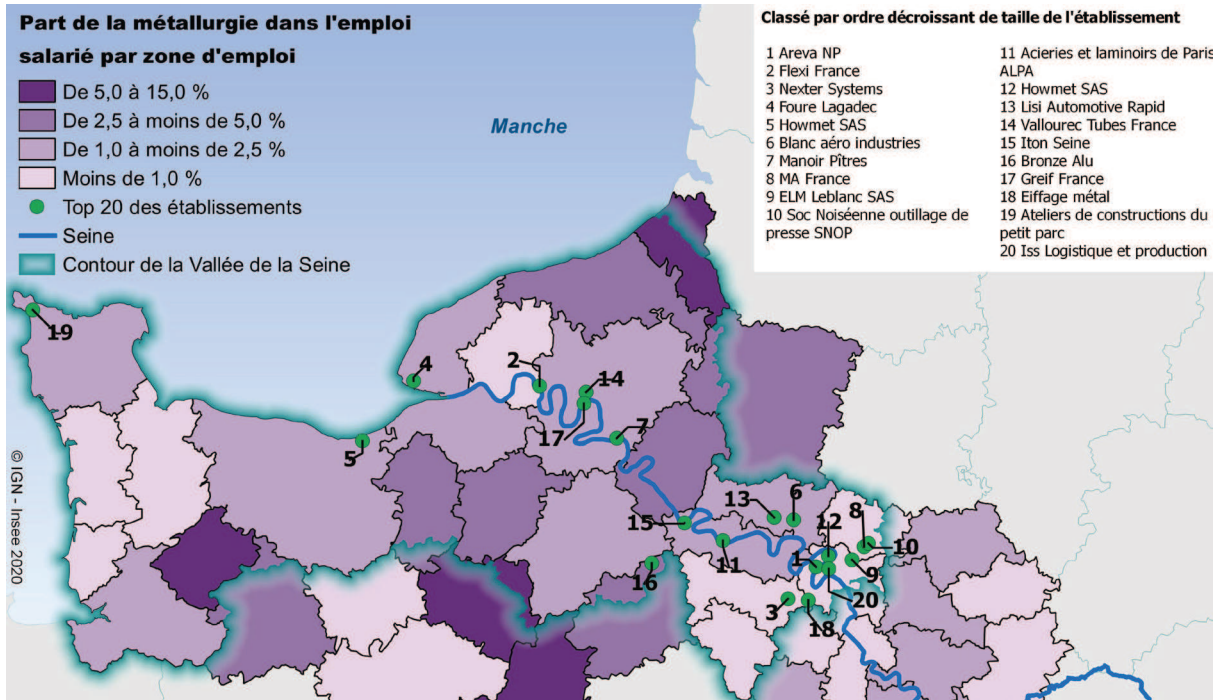 Part de la métallurgie dans l'emploi
salarié par zone d'emploi
De 5,0 à 15,0 %
De 2,5 à moins de 5,0 %
De 1,0 à moins de 2,5 %
Moins de 1,0 %
Top 20 des établissements
Seine
Contour de la Vallée de la Seine
Manche
Classé par ordre décroissant de taille de l'établissement
1 Areva NP
2 Flexi France
3 Nexter Systems
4 Foure Lagadec
5 Howmet SAS
6 Blanc aéro industries
7 Manoir Pîtres
8 MA France
9 ELM Leblanc SAS
10 Soc Noiséenne outillage de
presse SNOP
11 Acieries et laminoirs de Paris
ALPA
12 Howmet SAS
13 Lisi Automotive Rapid
14 Vallourec Tubes France
15 Iton Seine
16 Bronze Alu
17 Greif France
18 Eiffage métal
19 Ateliers de constructions du
petit parc
20 Iss Logistique et production
19
4
2
14
17
7
5
15
13
6
12
8
10
11
1
9
16
3
18
20
© IGN - Insee 2020